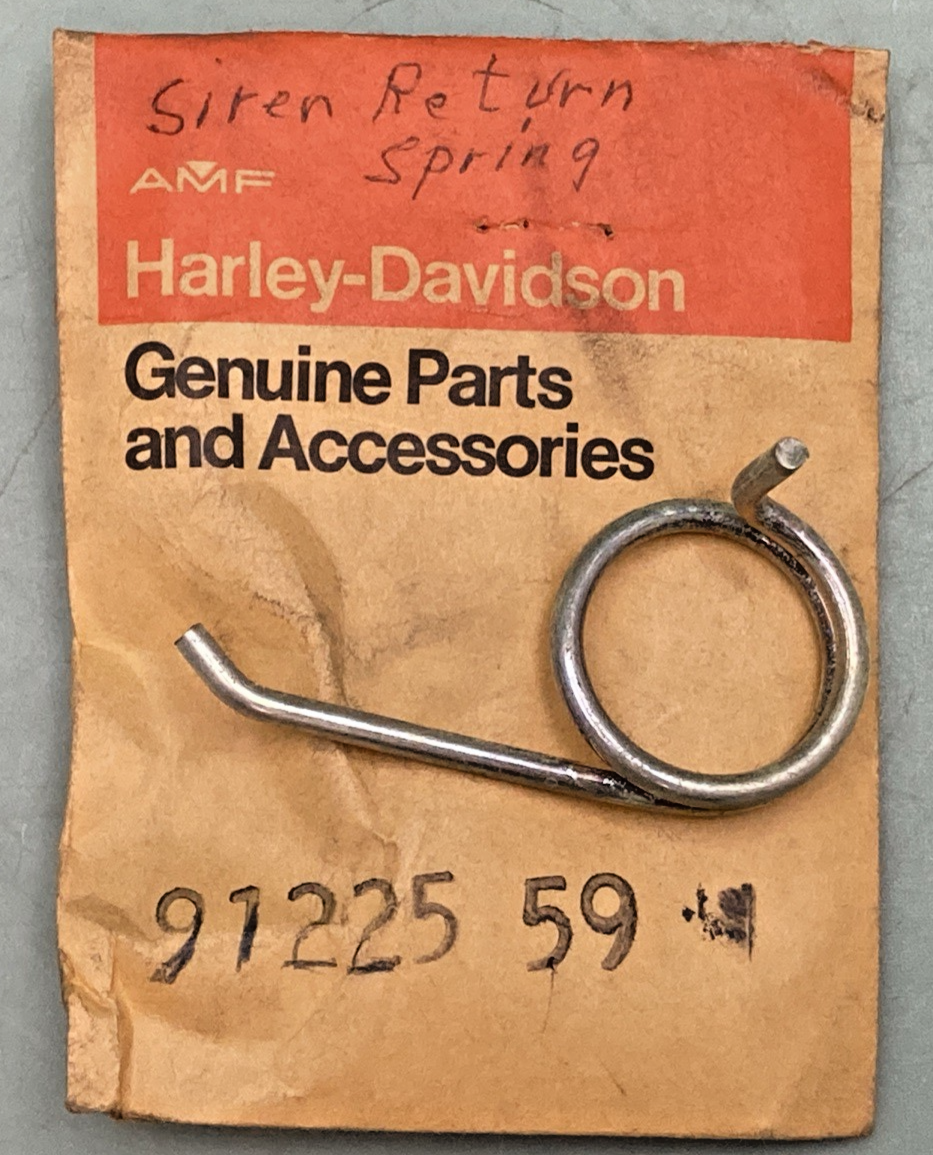 Siren Return
Spring
AMF
Harley-Davidson
Genuine Parts
and Accessories
91225 59